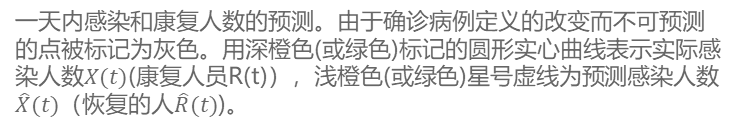 一天内感染和康复人数的预测。由于确诊病例定义的改变而不可预测
的点被标记为灰色。用深橙色(或绿色)标记的圆形实心曲线表示实际感
染人数X(t)(康复人员R(t)），浅橙色(或绿色)星号虚线为预测感染人数
X̂(t)（恢复的人R̂(t))。